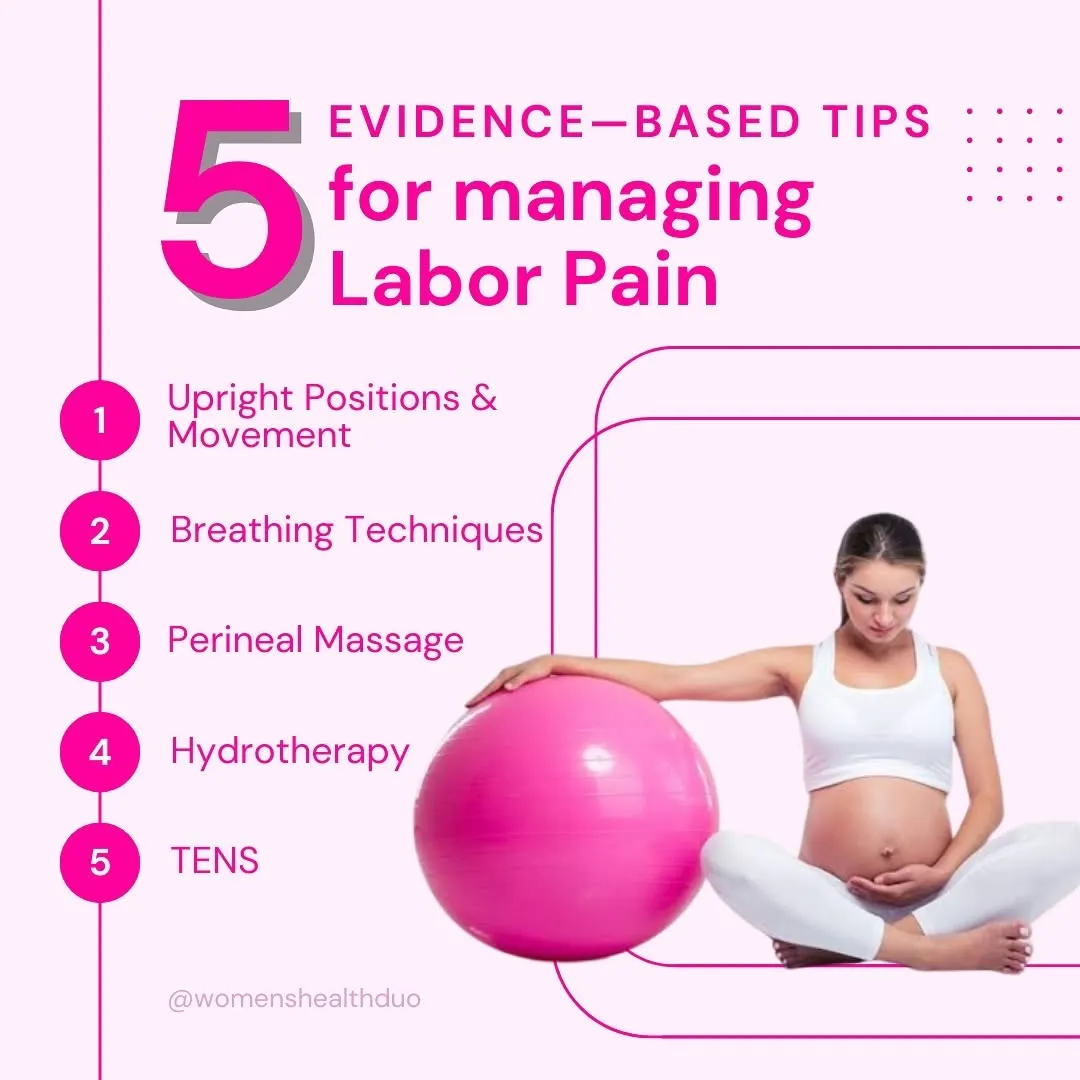 5
EVIDENCE—BASED TIPS
for managing
Labor Pain
1
Upright Positions &
Movement
2
Breathing Techniques
3
Perineal Massage
4
Hydrotherapy
5
TENS
@womenshealthduo